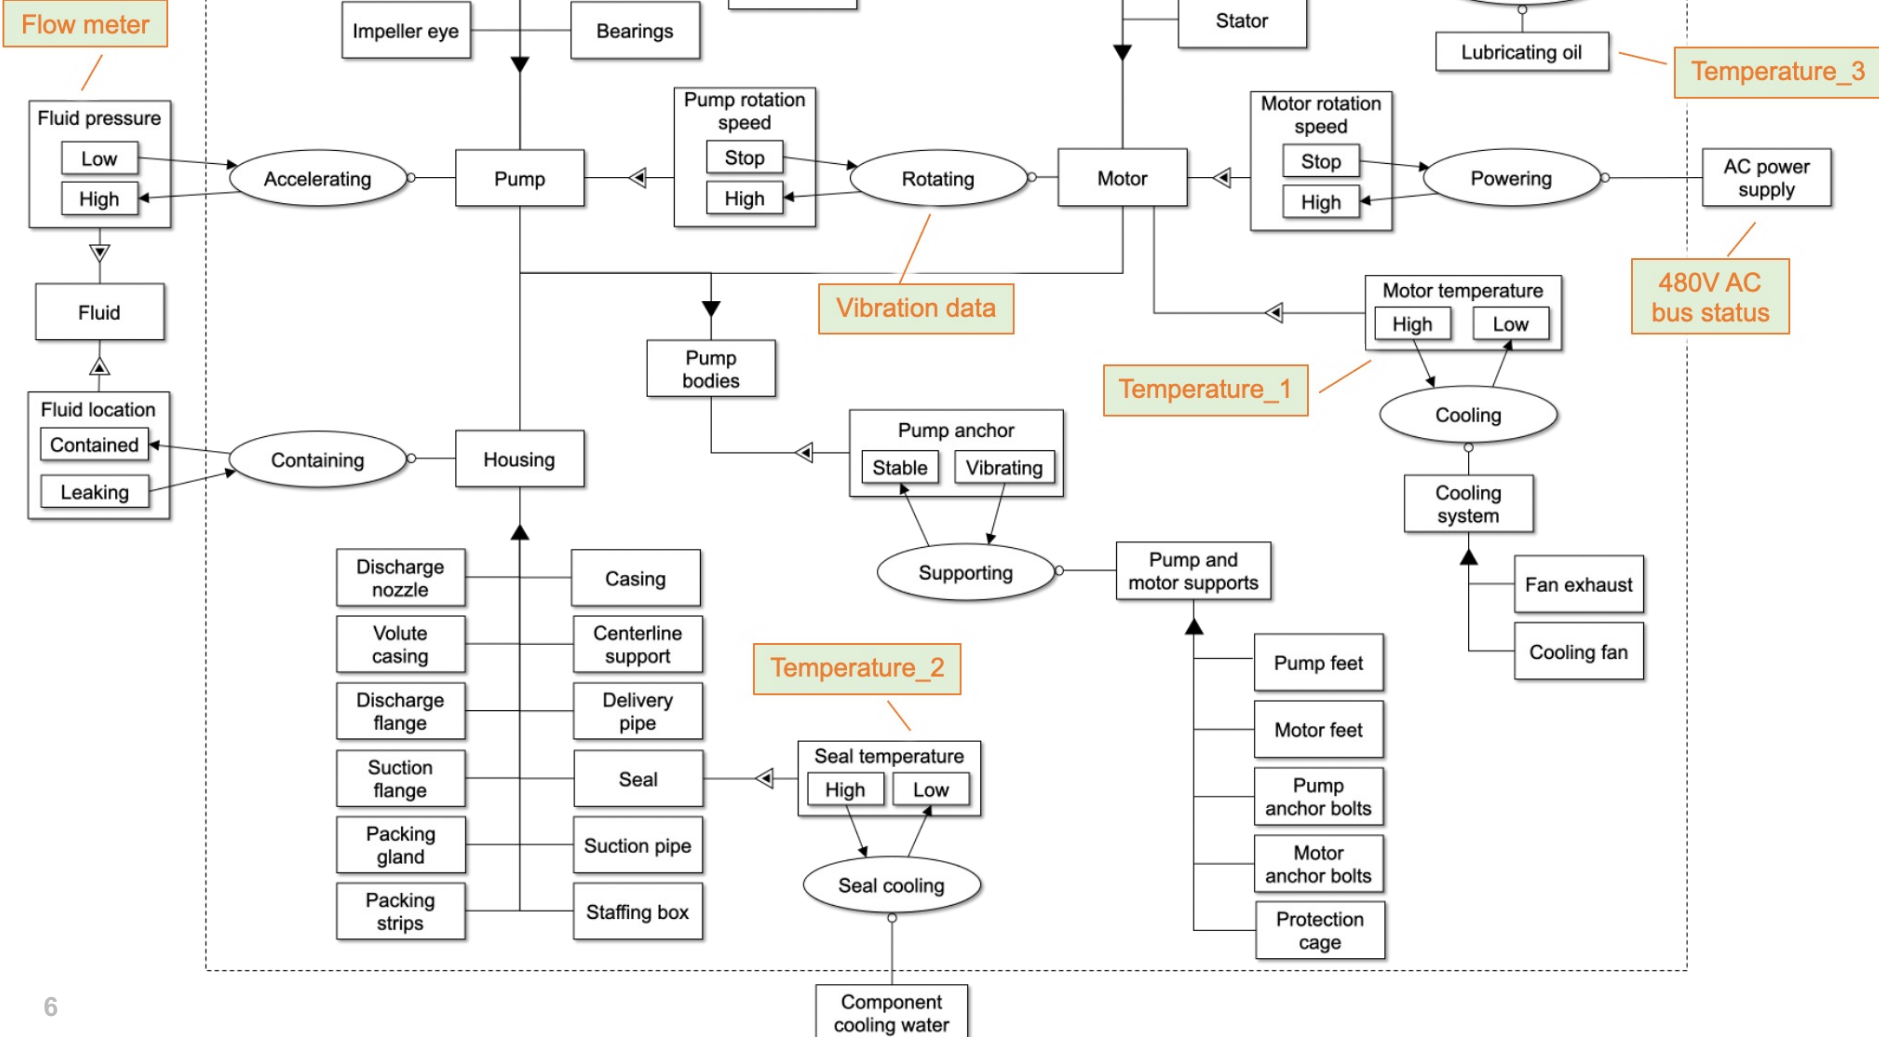 Flow meter
Impeller eye
Bearings
Stator
Lubricating oil
Temperature_3
Fluid pressure
Low
High
Accelerating
Pump
Pump rotation
speed
Stop
High
Rotating
Motor
Motor rotation
speed
Stop
High
Powering
AC power
supply
480V AC
bus status
Vibration data
Fluid
Pump
bodies
Motor temperature
High
Low
Temperature_1
Cooling
Fluid location
Contained
Leaking
Containing
Housing
Pump anchor
Stable
Vibrating
Supporting
Pump and
motor supports
Cooling
system
Fan exhaust
Cooling fan
Discharge
nozzle
Casing
Volute
casing
Centerline
support
Discharge
flange
Delivery
pipe
Suction
flange
Seal
Packing
gland
Suction pipe
Packing
strips
Staffing box
Temperature_2
Seal temperature
High
Low
Seal cooling
Component
cooling water
Pump feet
Motor feet
Pump
anchor bolts
Motor
anchor bolts
Protection
cage
6